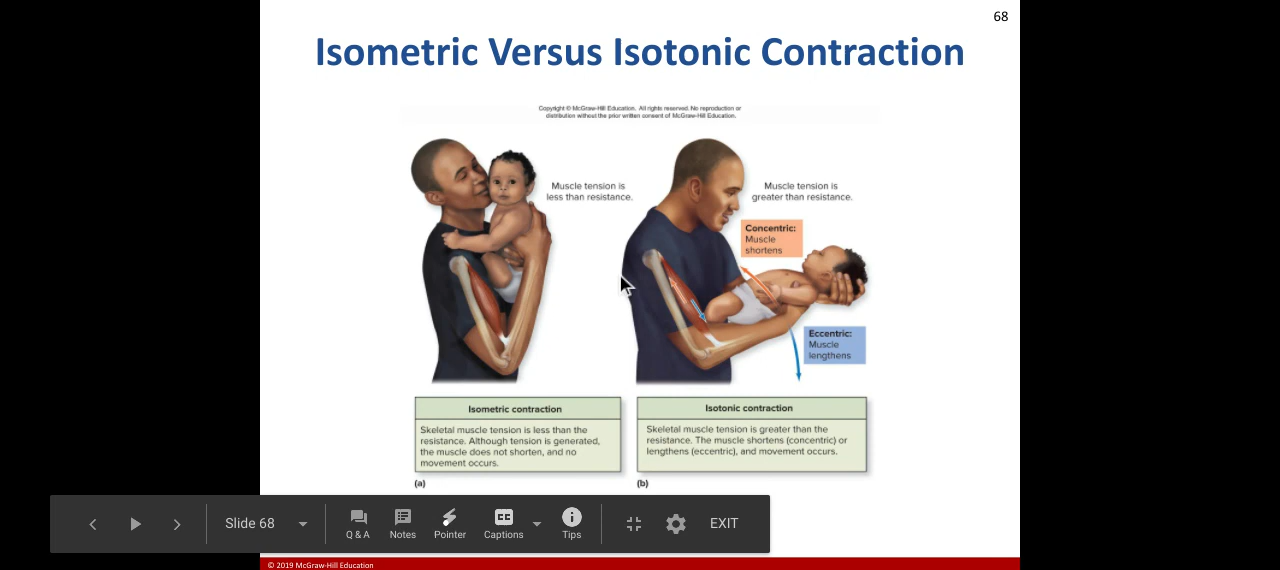 68
Isometric Versus Isotonic Contraction
Copyright © McGraw-Hill Education. All rights reserved. No reproduction or
distribution without the prior written consent of McGraw-Hill Education.
Muscle tension is
less than resistance.
Muscle tension is
greater than resistance.
Concentric:
Muscle
shortens
Eccentric:
Muscle
lengthens
Isometric contraction
Skeletal muscle tension is less than the
resistance. Although tension is generated,
the muscle does not shorten, and no
movement occurs.
(a)
Isotonic contraction
Skeletal muscle tension is greater than the
resistance. The muscle shortens (concentric) or
lengthens (eccentric), and movement occurs.
(b)
Slide 68
Q & A
Notes
Pointer
CC
Captions
Tips
EXIT
© 2019 McGraw-Hill Education